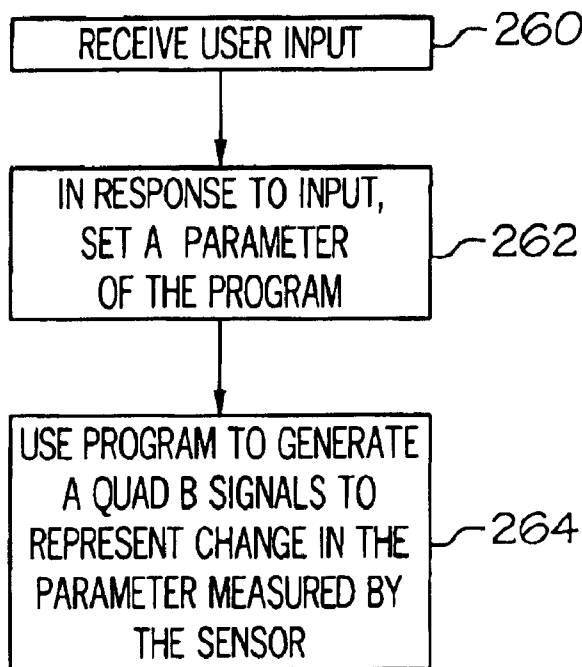 RECEIVE USER INPUT
260
IN RESPONSE TO INPUT,
SET A PARAMETER
OF THE PROGRAM
262
USE PROGRAM TO GENERATE
A QUAD B SIGNALS TO
REPRESENT CHANGE IN THE
PARAMETER MEASURED BY
THE SENSOR
264